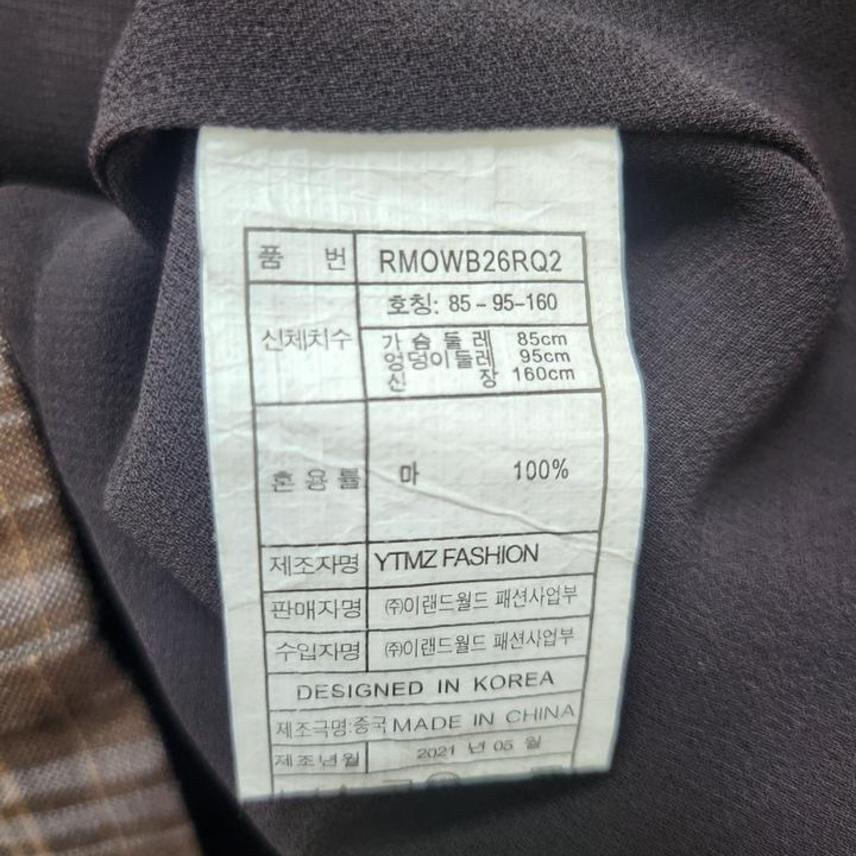 품 번 RMOWB26RQ2
호칭: 85-95-160
신체치수
가슴둘레 85cm
엉덩이둘레 95cm
신 장 160cm
혼용률 마 100%
제조자명 YTMZ FASHION
판매자명 ㈜이랜드월드 패션사업부
수입자명 ㈜이랜드월드 패션사업부
DESIGNED IN KOREA
제조국명:중국 MADE IN CHINA
제조년월 2021 년 05 월